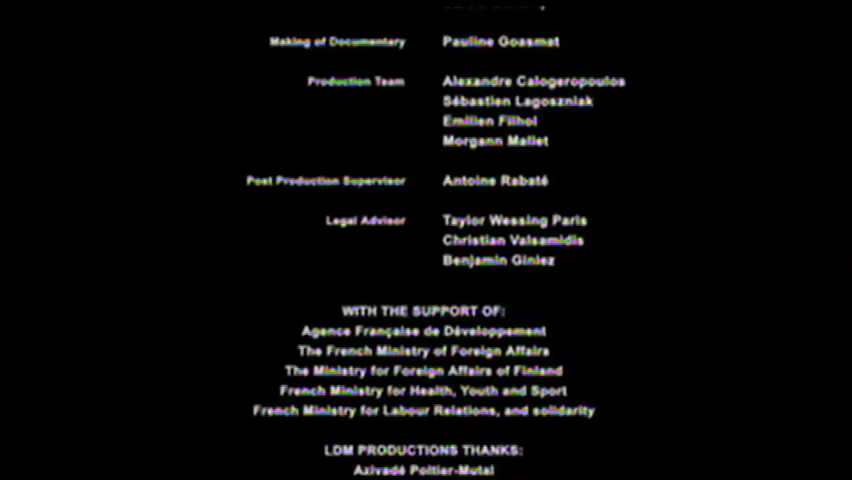 Making of Documentary Pauline Goasmat
Production Team Alexandre Calogeropoulos
Sébastien Lagoszniak
Emilien Filhol
Morgann Mallet
Post Production Supervisor Antoine Rabaté
Legal Advisor Taylor Wessing Paris
Christian Valsamidis
Benjamin Giniez
WITH THE SUPPORT OF:
Agence Française de Développement
The French Ministry of Foreign Affairs
The Ministry for Foreign Affairs of Finland
French Ministry for Health, Youth and Sport
French Ministry for Labour Relations, and solidarity
LDM PRODUCTIONS THANKS:
Azivadé Poltier-Mutal